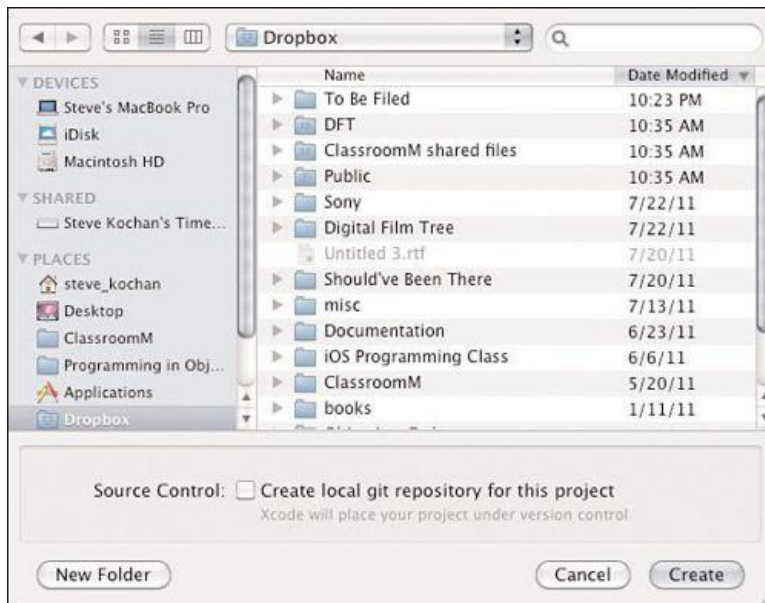 Dropbox
Name Date Modified
DEVICES
Steve's MacBook Pro
iDisk
Macintosh HD
SHARED
Steve Kochan's Time...
PLACES
steve_kochan
Desktop
ClassroomM
Programming in Obj...
Applications
Dropbox
To Be Filed 10:23 PM
DFT 10:35 AM
ClassroomM shared files 10:35 AM
Public 10:35 AM
Sony 7/22/11
Digital Film Tree 7/22/11
Untitled 3.rtf 7/20/11
Should've Been There 7/20/11
misc 7/13/11
Documentation 6/23/11
iOS Programming Class 6/6/11
ClassroomM 5/20/11
books 1/11/11
Source Control: Create local git repository for this project
Xcode will place your project under version control
New Folder Cancel Create